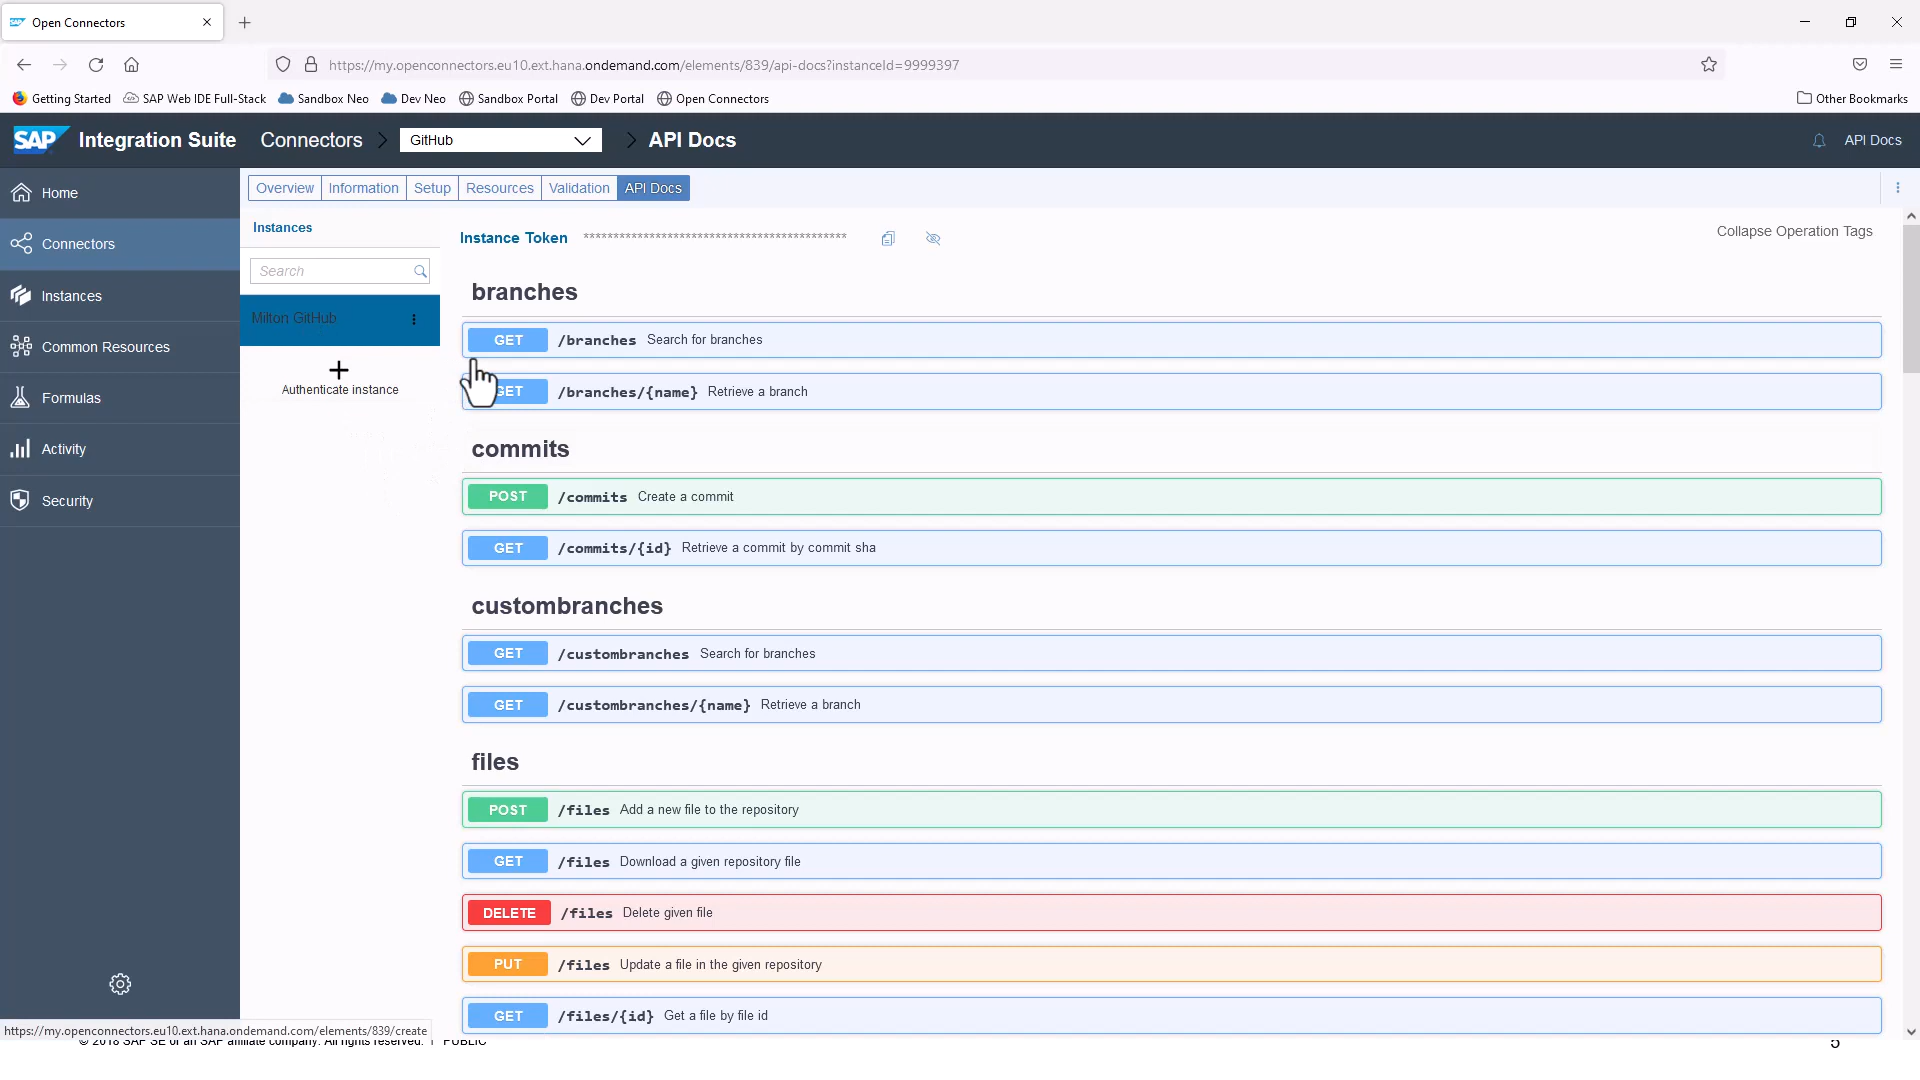 Open Connectors
https://my.openconnectors.eu10.ext.hana.ondemand.com/elements/839/api-docs?instanceId=9999397
Getting Started SAP Web IDE Full-Stack Sandbox Neo Dev Neo Sandbox Portal Dev Portal Open Connectors Other Bookmarks
SAP Integration Suite Connectors GitHub API Docs API Docs
Home
Connectors
Instances
Common Resources
Formulas
Activity
Security
Overview Information Setup Resources Validation API Docs
Instances
Search
Milton GitHub
Authenticate instance
Instance Token ******************************************** Collapse Operation Tags
branches
GET /branches Search for branches
GET /branches/{name} Retrieve a branch
commits
POST /commits Create a commit
GET /commits/{id} Retrieve a commit by commit sha
custombranches
GET /custombranches Search for branches
GET /custombranches/{name} Retrieve a branch
files
POST /files Add a new file to the repository
GET /files Download a given repository file
DELETE /files Delete given file
PUT /files Update a file in the given repository
GET /files/{id} Get a file by file id
https://my.openconnectors.eu10.ext.hana.ondemand.com/elements/839/create
© 2018 SAP SE or an SAP affiliate company. All rights reserved. | PUBLIC 5